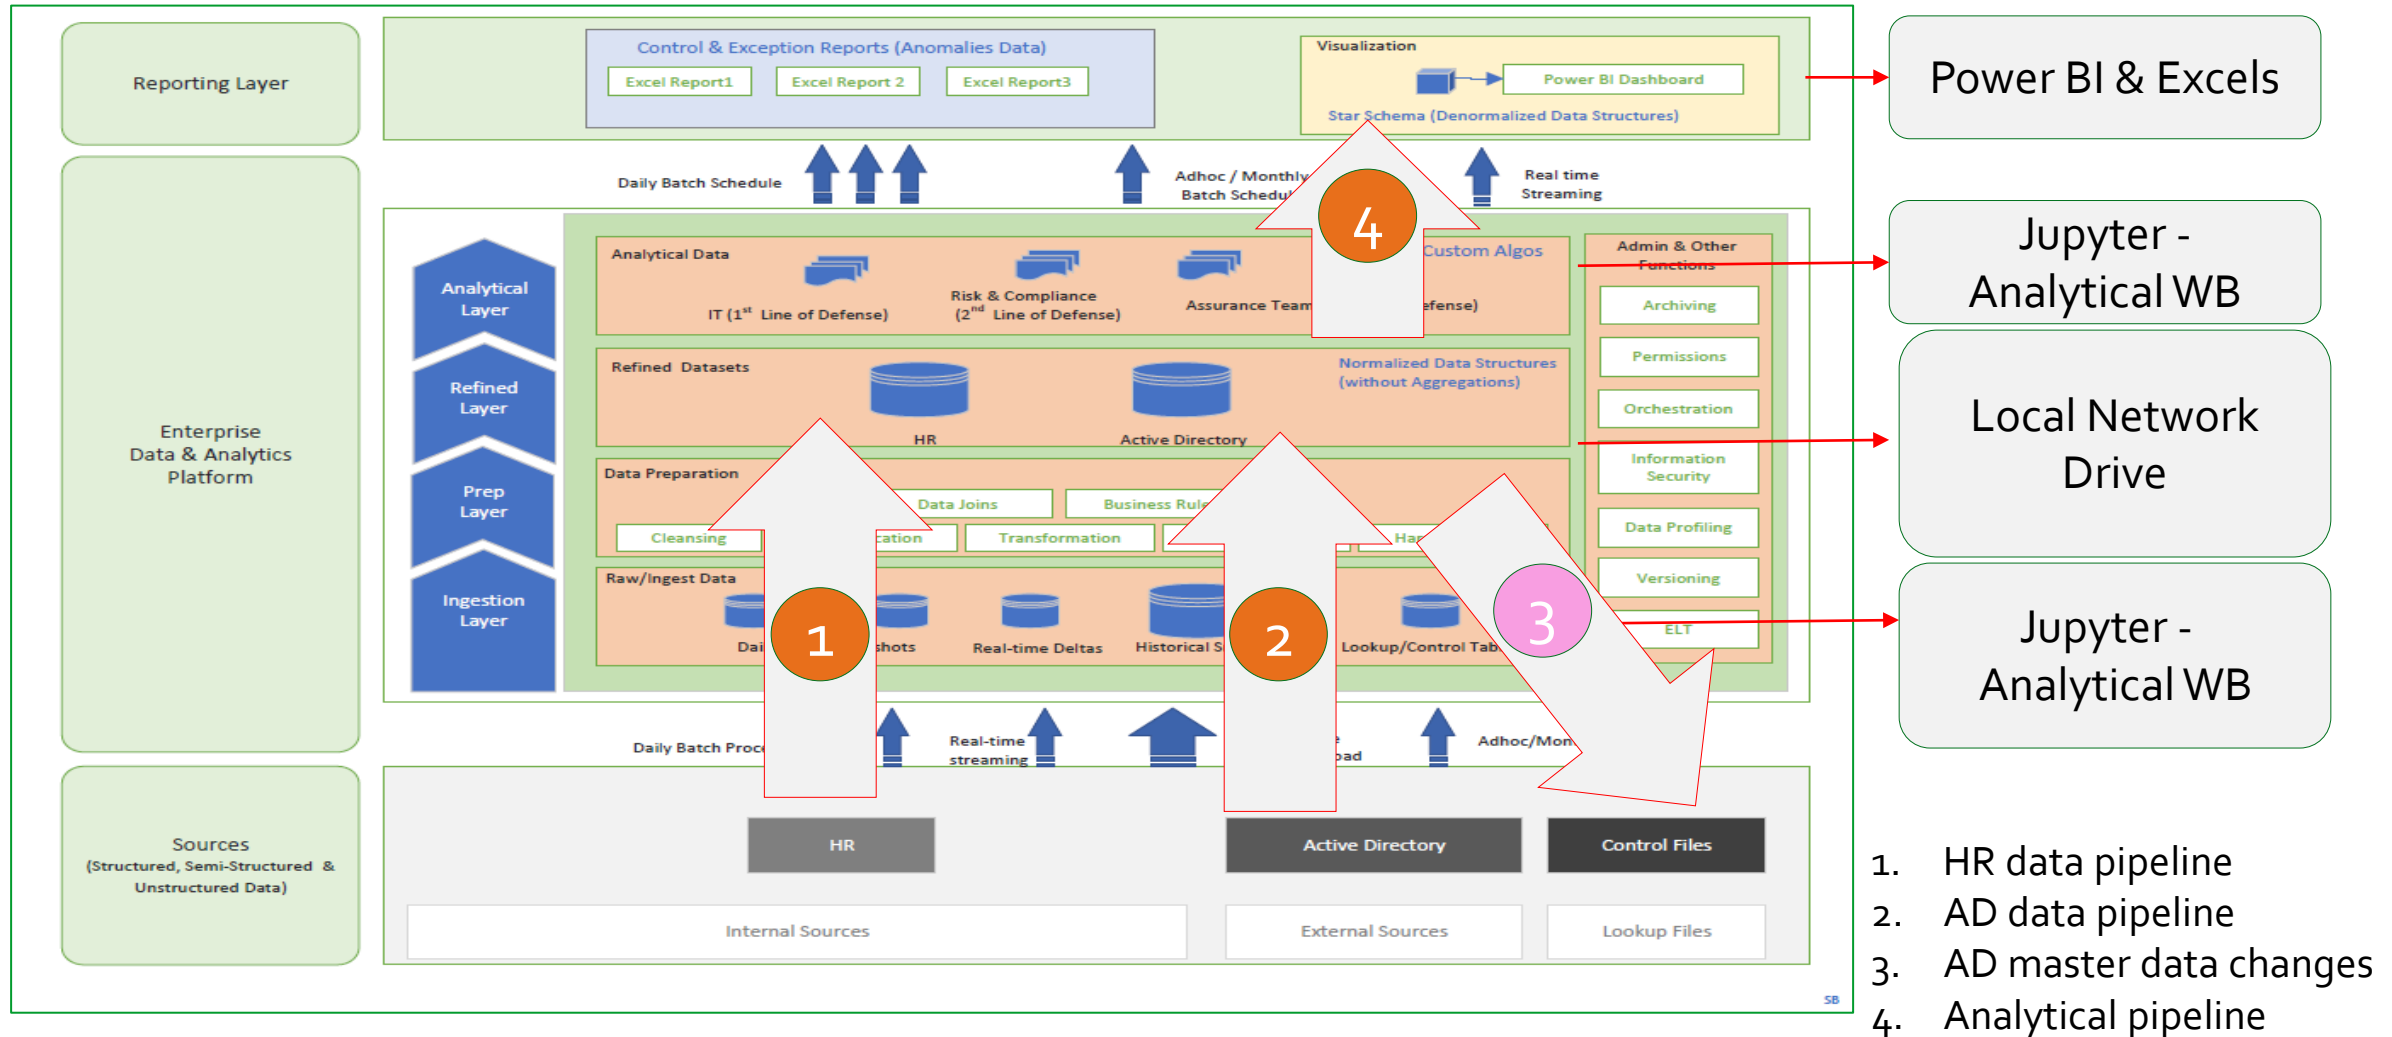 Reporting Layer
Control & Exception Reports (Anomalies Data)
Excel Report1
Excel Report 2
Excel Report3
Visualization
Power BI Dashboard
Star Schema (Denormalized Data Structures)
Power BI & Excels
Daily Batch Schedule
Adhoc / Monthly
Batch
Real time
Streaming
4
Enterprise
Data & Analytics
Platform
Analytical
Layer
Refined
Layer
Prep
Layer
Ingestion
Layer
Analytical Data
IT (1st Line of Defense)
Risk & Compliance
(2nd Line of Defense)
Assurance Team
Custom Algos
Refined Datasets
HR
Active Directory
Normalized Data Structures
(without Aggregations)
Data Preparation
Data Joins
Business
Cleansing
Transformation
Raw/Ingest Data
Real-time Deltas
Historical
Lookup/Control
1
2
3
Admin & Other
Functions
Archiving
Permissions
Orchestration
Information
Security
Data Profiling
Versioning
ELT
Jupyter -
Analytical WB
Local Network
Drive
Jupyter -
Analytical WB
Daily Batch
Real-time
streaming
Sources
(Structured, Semi-Structured &
Unstructured Data)
HR
Active Directory
Control Files
Internal Sources
External Sources
Lookup Files
SB
1. HR data pipeline
2. AD data pipeline
3. AD master data changes
4. Analytical pipeline